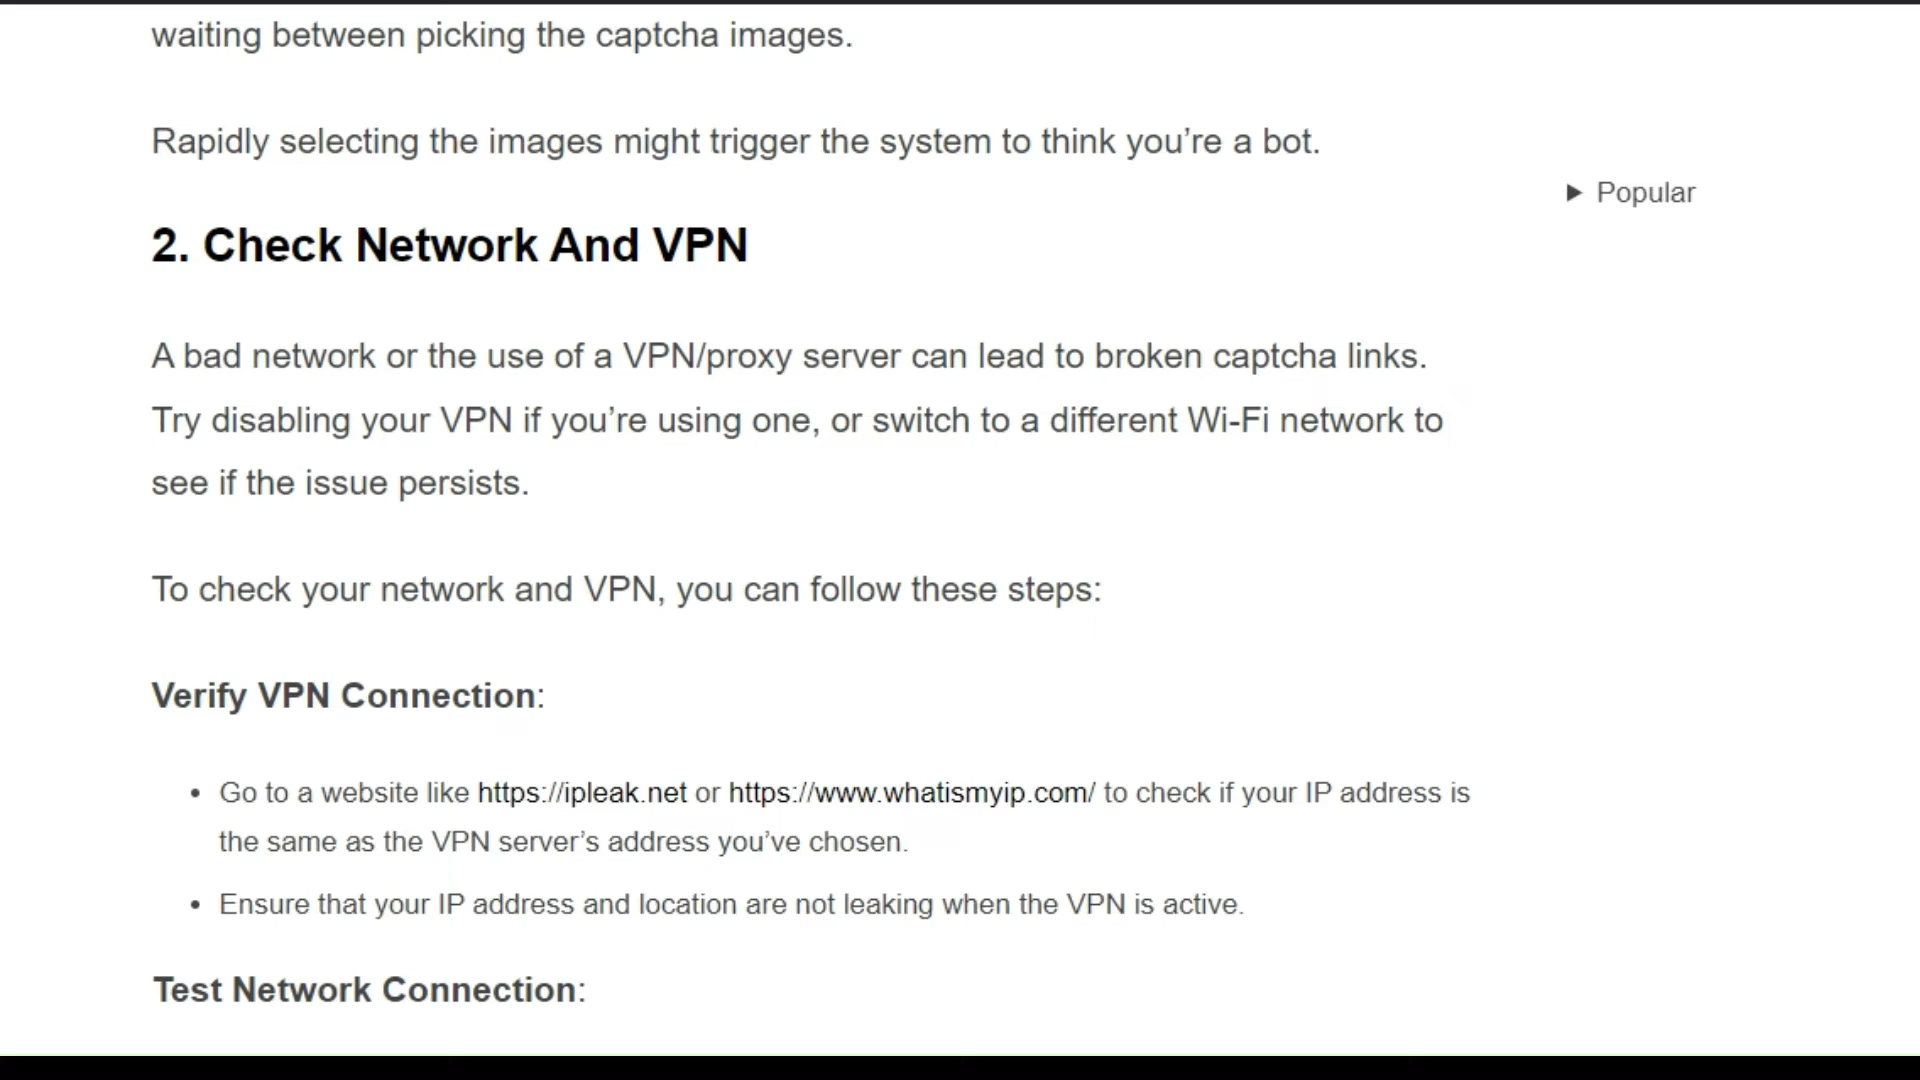 waiting between picking the captcha images.
Rapidly selecting the images might trigger the system to think you’re a bot.
▶ Popular
2. Check Network And VPN
A bad network or the use of a VPN/proxy server can lead to broken captcha links.
Try disabling your VPN if you’re using one, or switch to a different Wi-Fi network to
see if the issue persists.
To check your network and VPN, you can follow these steps:
Verify VPN Connection:
• Go to a website like https://ipleak.net or https://www.whatismyip.com/ to check if your IP address is
the same as the VPN server’s address you’ve chosen.
• Ensure that your IP address and location are not leaking when the VPN is active.
Test Network Connection: